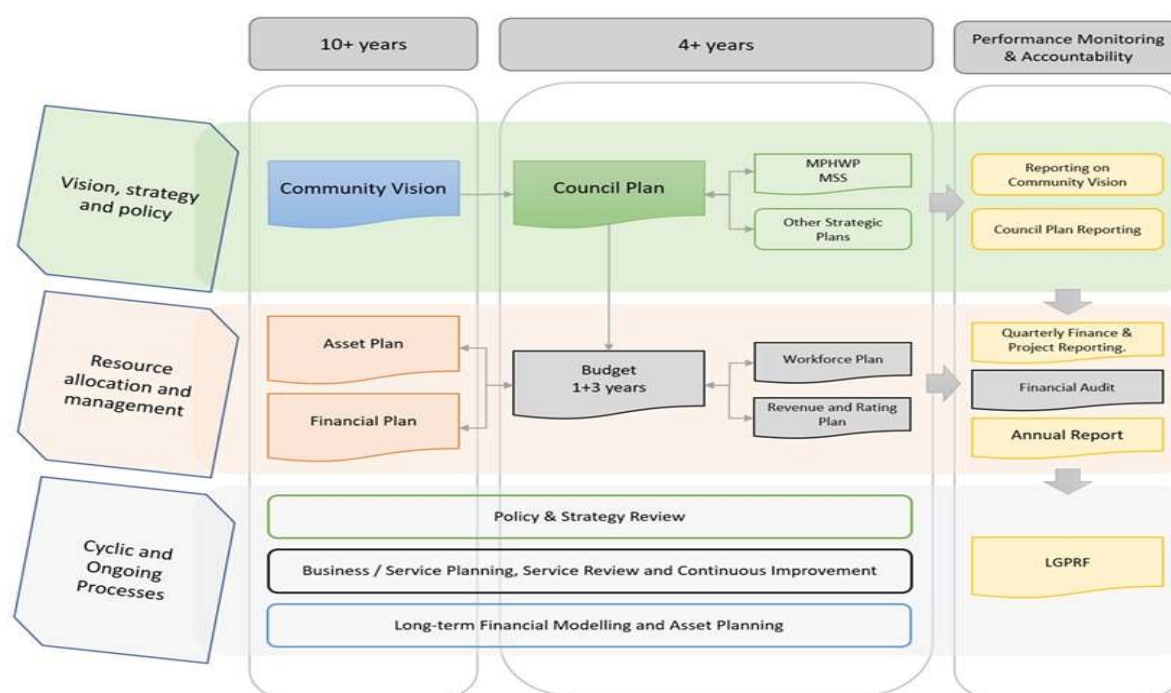 10+ years
4+ years
Performance Monitoring
& Accountability
Vision, strategy
and policy
Community Vision
Council Plan
MPHWP
MSS
Other Strategic
Plans
Reporting on
Community Vision
Council Plan Reporting
Resource
allocation and
management
Asset Plan
Financial Plan
Budget
1+3 years
Workforce Plan
Revenue and Rating
Plan
Quarterly Finance &
Project Reporting.
Financial Audit
Annual Report
Cyclic and
Ongoing
Processes
Policy & Strategy Review
Business / Service Planning, Service Review and Continuous Improvement
Long-term Financial Modelling and Asset Planning
LGPRF